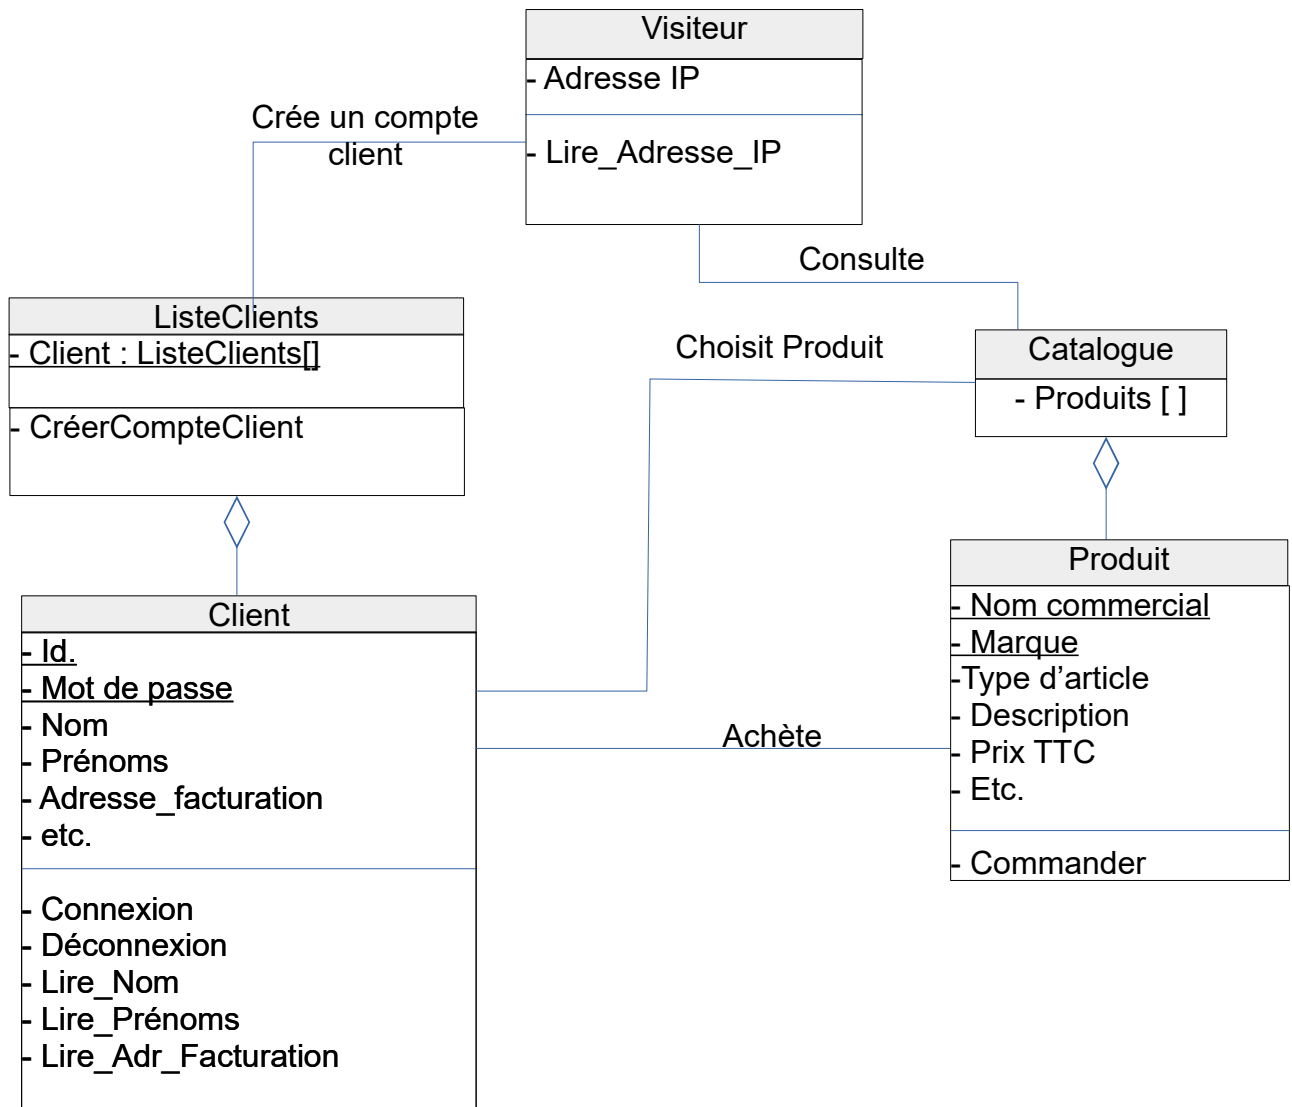 Visiteur
- Adresse IP
- Lire_Adresse_IP
Crée un compte
client
Consulte
ListeClients
- Client : ListeClients[]
- CréerCompteClient
Choisit Produit
Catalogue
- Produits [ ]
Client
- Id.
- Mot de passe
- Nom
- Prénoms
- Adresse_facturation
- etc.
- Connexion
- Déconnexion
- Lire_Nom
- Lire_Prénoms
- Lire_Adr_Facturation
Achète
Produit
- Nom commercial
- Marque
-Type d’article
- Description
- Prix TTC
- Etc.
- Commander